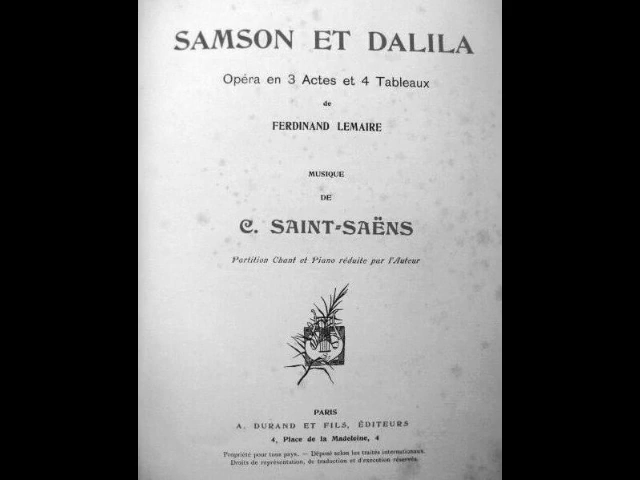 SAMSON ET DALILA
Opéra en 3 Actes et 4 Tableaux
de
FERDINAND LEMAIRE
MUSIQUE
DE
C. SAINT-SAËNS
Partition Chant et Piano réduite par l'Auteur
PARIS
A. DURAND ET FILS, ÉDITEURS
4, Place de la Madeleine, 4
Propriété pour tous pays. – Déposé selon les traités internationaux.
Droits de représentation, de traduction et d'exécution réservés.